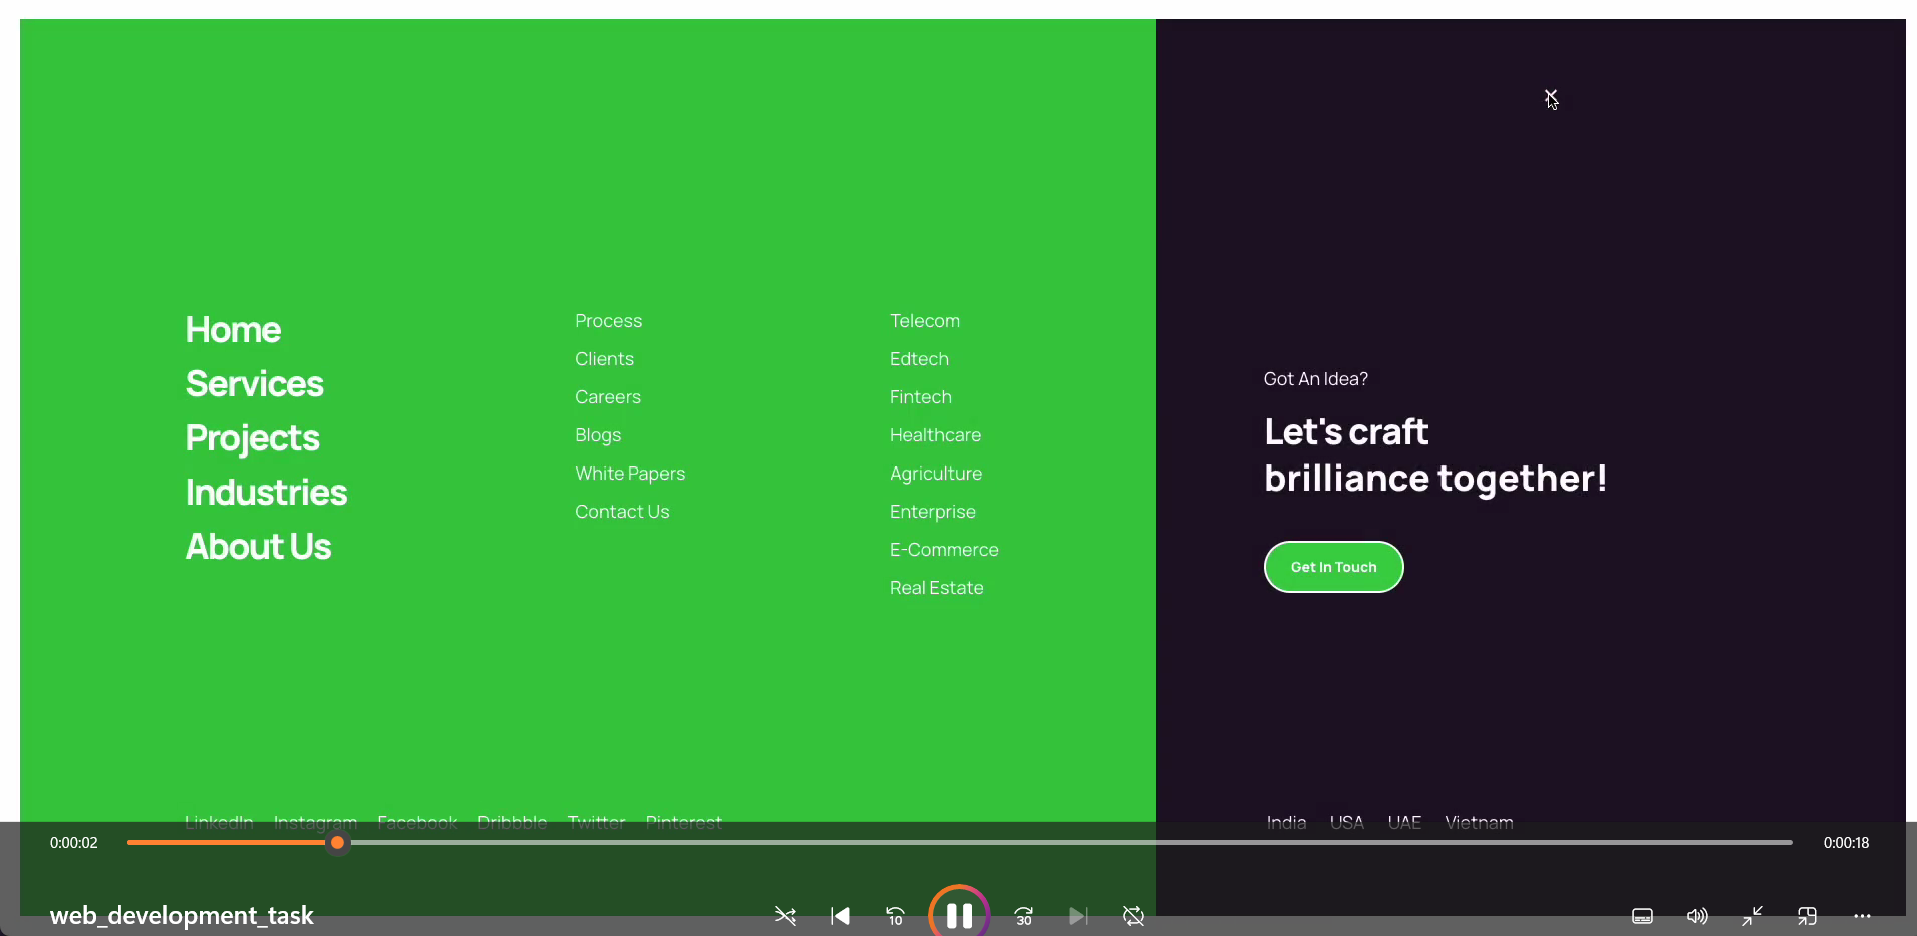 Home
Services
Projects
Industries
About Us
Process
Clients
Careers
Blogs
White Papers
Contact Us
Telecom
Edtech
Fintech
Healthcare
Agriculture
Enterprise
E-Commerce
Real Estate
Got An Idea?
Let's craft
brilliance together!
Get In Touch
LinkedIn Instagram Facebook Dribbble Twitter Pinterest
India USA UAE Vietnam
0:00:02
0:00:18
web_development_task
10
30